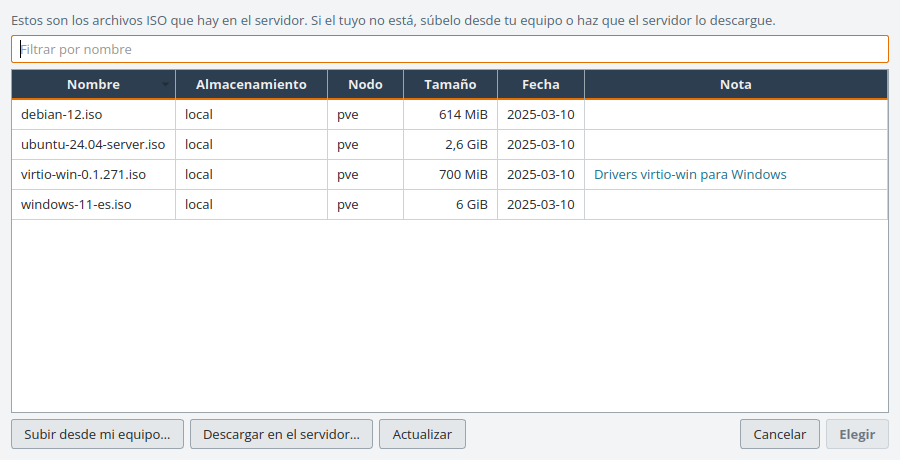 Estos son los archivos ISO que hay en el servidor. Si el tuyo no está, súbelo desde tu equipo o haz que el servidor lo descargue.
Filtrar por nombre
Nombre Almacenamiento Nodo Tamaño Fecha Nota
debian-12.iso local pve 614 MiB 2025-03-10
ubuntu-24.04-server.iso local pve 2,6 GiB 2025-03-10
virtio-win-0.1.271.iso local pve 700 MiB 2025-03-10 Drivers virtio-win para Windows
windows-11-es.iso local pve 6 GiB 2025-03-10
Subir desde mi equipo... Descargar en el servidor... Actualizar Cancelar Elegir